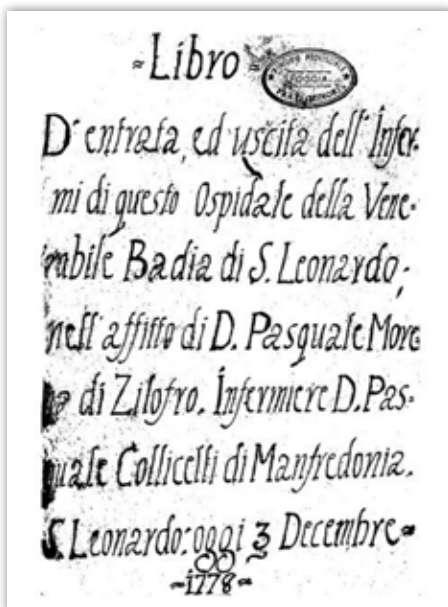 ≈Libro≈
FOGGIA
D' entrata, ed uscita dell' Infer-
mi di questo Ospidale della Vene-
rabile Badia di S. Leonardo,
nell' affitto di D. Pasquale More
di Zilofro. Infermiere D. Pas-
quale Collicelli di Manfredonia.
S. Leonardo: oggi 3 Decembre≈
~1778~